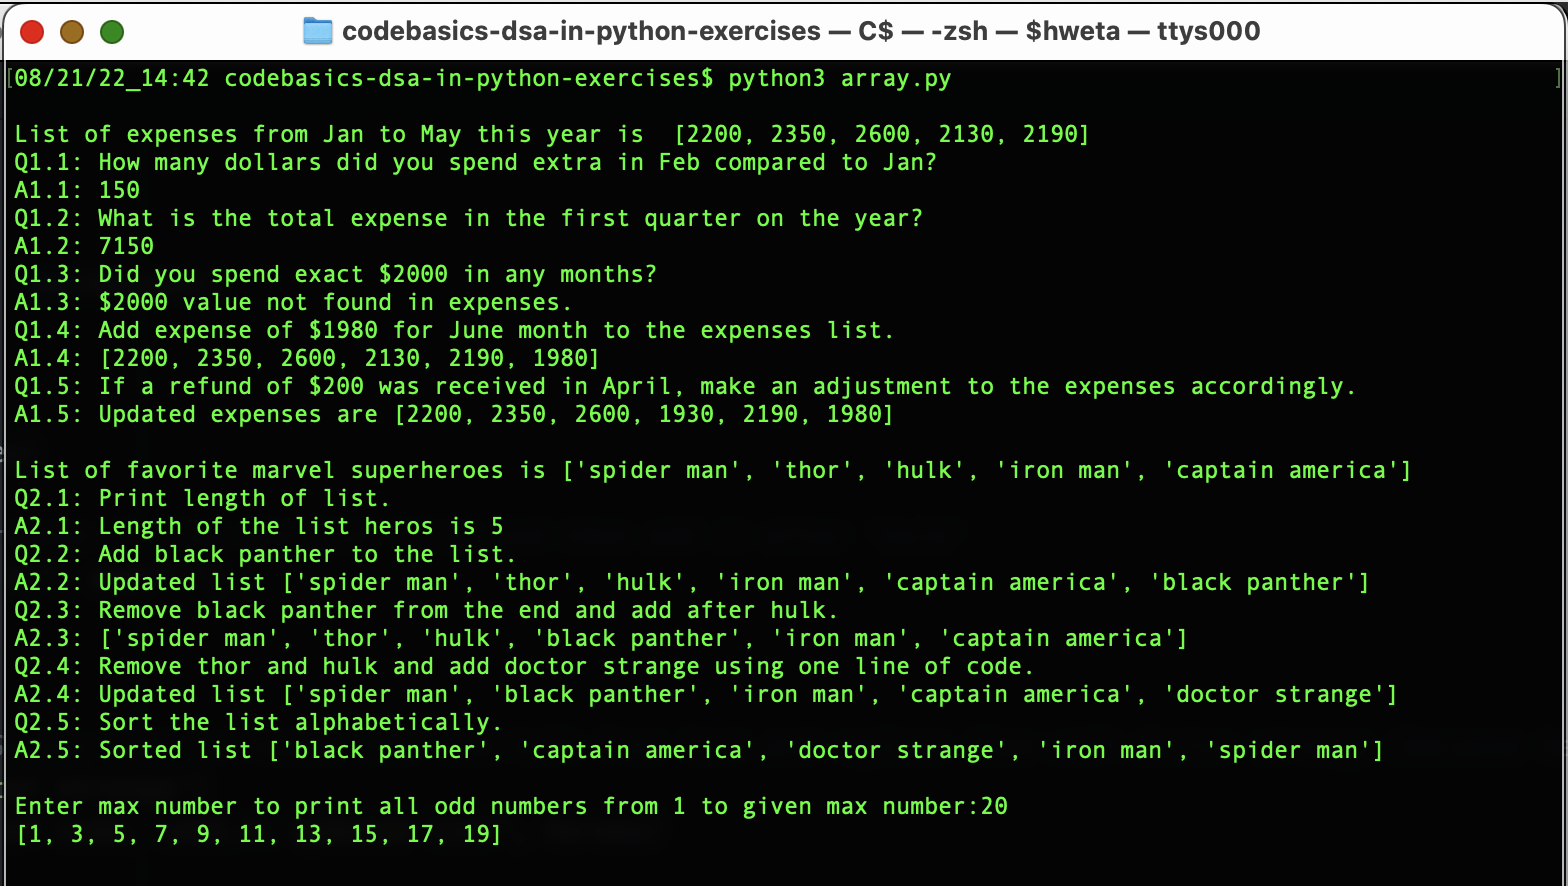 codebasics-dsa-in-python-exercises — C$ — -zsh — $hweta — ttys000
[08/21/22_14:42 codebasics-dsa-in-python-exercises$ python3 array.py ]
List of expenses from Jan to May this year is  [2200, 2350, 2600, 2130, 2190]
Q1.1: How many dollars did you spend extra in Feb compared to Jan?
A1.1: 150
Q1.2: What is the total expense in the first quarter on the year?
A1.2: 7150
Q1.3: Did you spend exact $2000 in any months?
A1.3: $2000 value not found in expenses.
Q1.4: Add expense of $1980 for June month to the expenses list.
A1.4: [2200, 2350, 2600, 2130, 2190, 1980]
Q1.5: If a refund of $200 was received in April, make an adjustment to the expenses accordingly.
A1.5: Updated expenses are [2200, 2350, 2600, 1930, 2190, 1980]
List of favorite marvel superheroes is ['spider man', 'thor', 'hulk', 'iron man', 'captain america']
Q2.1: Print length of list.
A2.1: Length of the list heros is 5
Q2.2: Add black panther to the list.
A2.2: Updated list ['spider man', 'thor', 'hulk', 'iron man', 'captain america', 'black panther']
Q2.3: Remove black panther from the end and add after hulk.
A2.3: ['spider man', 'thor', 'hulk', 'black panther', 'iron man', 'captain america']
Q2.4: Remove thor and hulk and add doctor strange using one line of code.
A2.4: Updated list ['spider man', 'black panther', 'iron man', 'captain america', 'doctor strange']
Q2.5: Sort the list alphabetically.
A2.5: Sorted list ['black panther', 'captain america', 'doctor strange', 'iron man', 'spider man']
Enter max number to print all odd numbers from 1 to given max number:20
[1, 3, 5, 7, 9, 11, 13, 15, 17, 19]